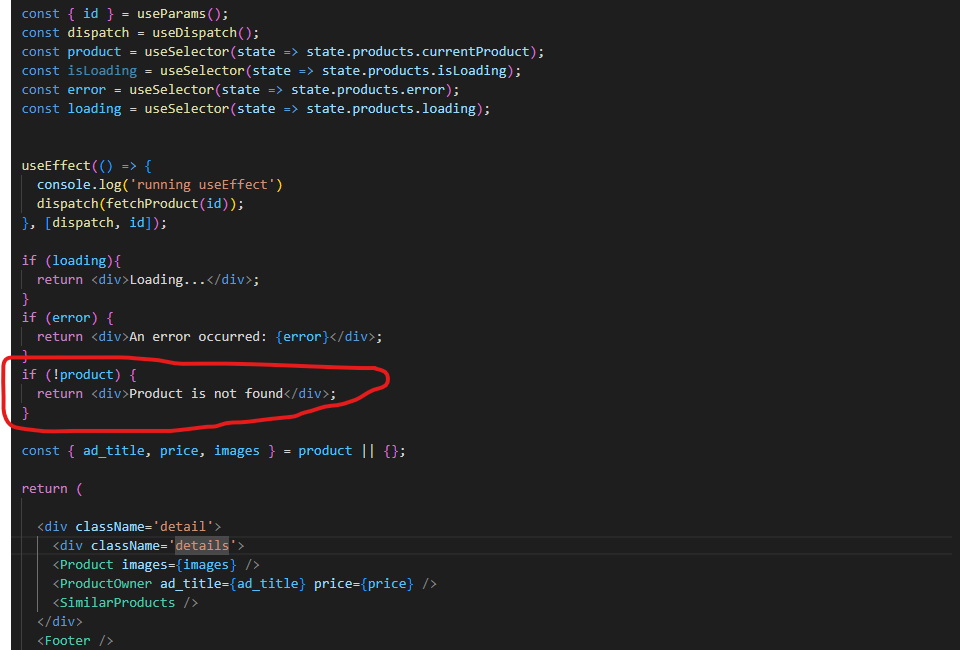 const { id } = useParams();
const dispatch = useDispatch();
const product = useSelector(state => state.products.currentProduct);
const isLoading = useSelector(state => state.products.isLoading);
const error = useSelector(state => state.products.error);
const loading = useSelector(state => state.products.loading);
useEffect(() => {
console.log('running useEffect')
dispatch(fetchProduct(id));
}, [dispatch, id]);
if (loading){
return <div>Loading...</div>;
}
if (error) {
return <div>An error occurred: {error}</div>;
}
if (!product) {
return <div>Product is not found</div>;
}
const { ad_title, price, images } = product || {};
return (
<div className='detail'>
<div className='details'>
<Product images={images} />
<ProductOwner ad_title={ad_title} price={price} />
<SimilarProducts />
</div>
<Footer />